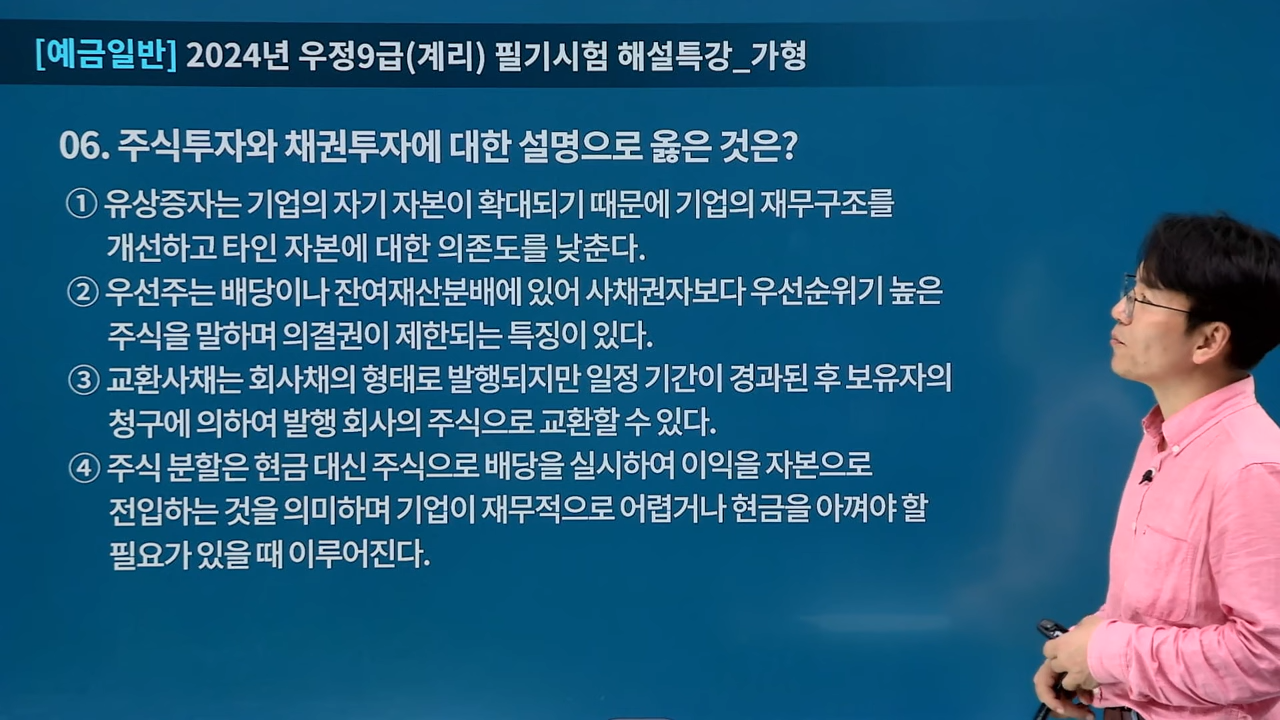 [예금일반] 2024년 우정9급(계리) 필기시험 해설특강_가형
06. 주식투자와 채권투자에 대한 설명으로 옳은 것은?
① 유상증자는 기업의 자기 자본이 확대되기 때문에 기업의 재무구조를
개선하고 타인 자본에 대한 의존도를 낮춘다.
② 우선주는 배당이나 잔여재산분배에 있어 사채권자보다 우선순위가 높은
주식을 말하며 의결권이 제한되는 특징이 있다.
③ 교환사채는 회사채의 형태로 발행되지만 일정 기간이 경과된 후 보유자의
청구에 의하여 발행 회사의 주식으로 교환할 수 있다.
④ 주식 분할은 현금 대신 주식으로 배당을 실시하여 이익을 자본으로
전입하는 것을 의미하며 기업이 재무적으로 어렵거나 현금을 아껴야 할
필요가 있을 때 이루어진다.